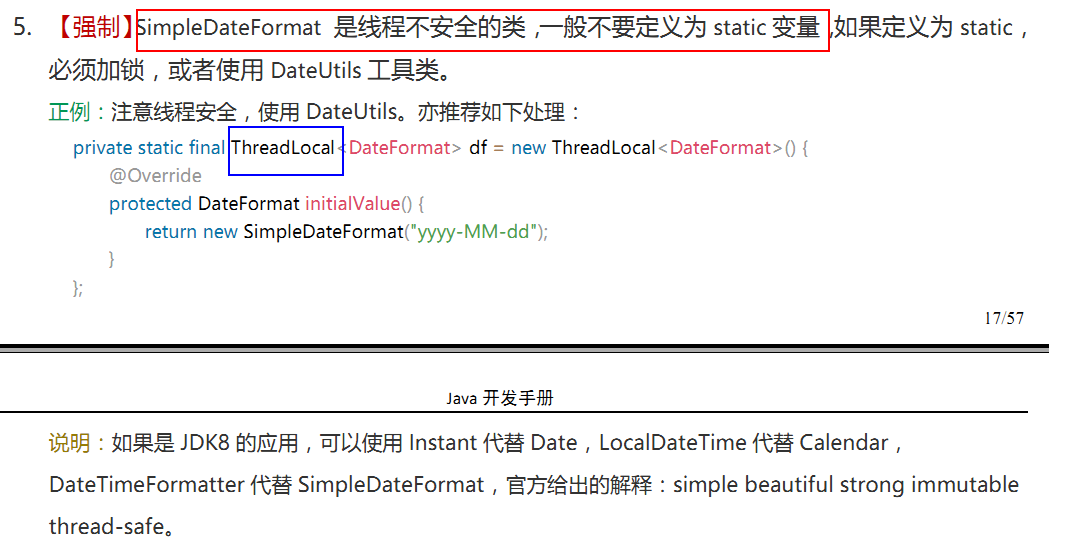 5. 【强制】SimpleDateFormat 是线程不安全的类，一般不要定义为 static 变量，如果定义为 static，
必须加锁，或者使用 DateUtils 工具类。
正例：注意线程安全，使用 DateUtils。亦推荐如下处理：
private static final ThreadLocal<DateFormat> df = new ThreadLocal<DateFormat>() {
@Override
protected DateFormat initialValue() {
return new SimpleDateFormat("yyyy-MM-dd");
}
};
17/57
Java 开发手册
说明：如果是 JDK8 的应用，可以使用 Instant 代替 Date，LocalDateTime 代替 Calendar，
DateTimeFormatter 代替 SimpleDateFormat，官方给出的解释：simple beautiful strong immutable
thread-safe。